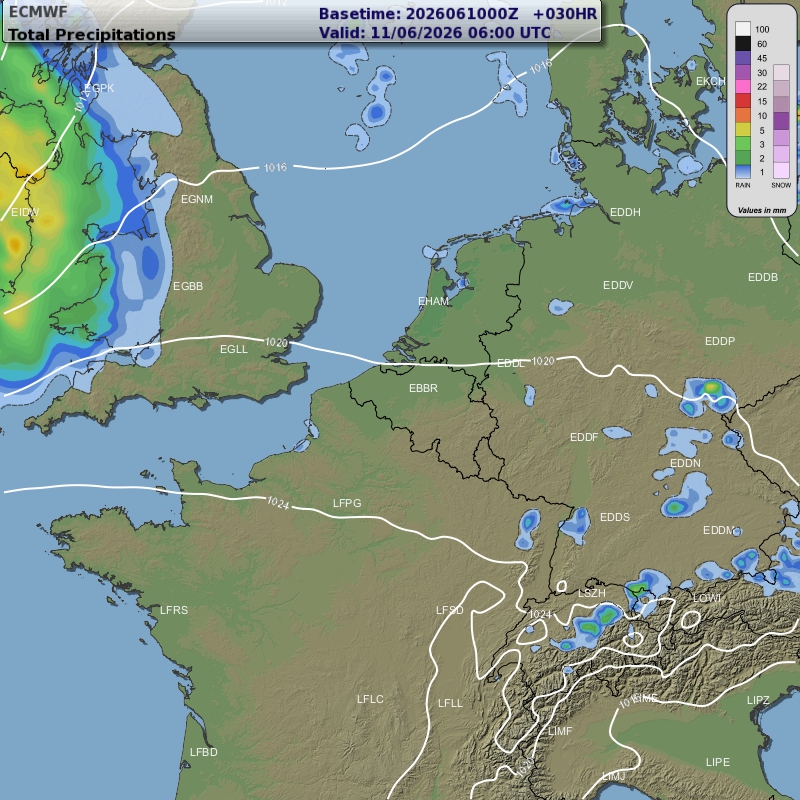 ECMWF
Basetime: 2026061000Z +030HR
Total Precipitations
Valid: 11/06/2026 06:00 UTC
100
60
45
30
22
15
10
5
3
2
1
RAIN SNOW
Values in mm
1016
EGPK
EKCH
1016
EGNM
EIDW
EDDH
EGBB
EDDV
EDDB
EHAM
1020
EGLL
EDDP
EDDL
1020
EBBR
EDDF
EDDN
1024
LFPG
EDDS
EDDM
LSZH
LOWI
LFRS
LFSD
1024
LFLC
LFLL
LIME
LIPZ
LIMF
LFBD
LIPE
LIMJ